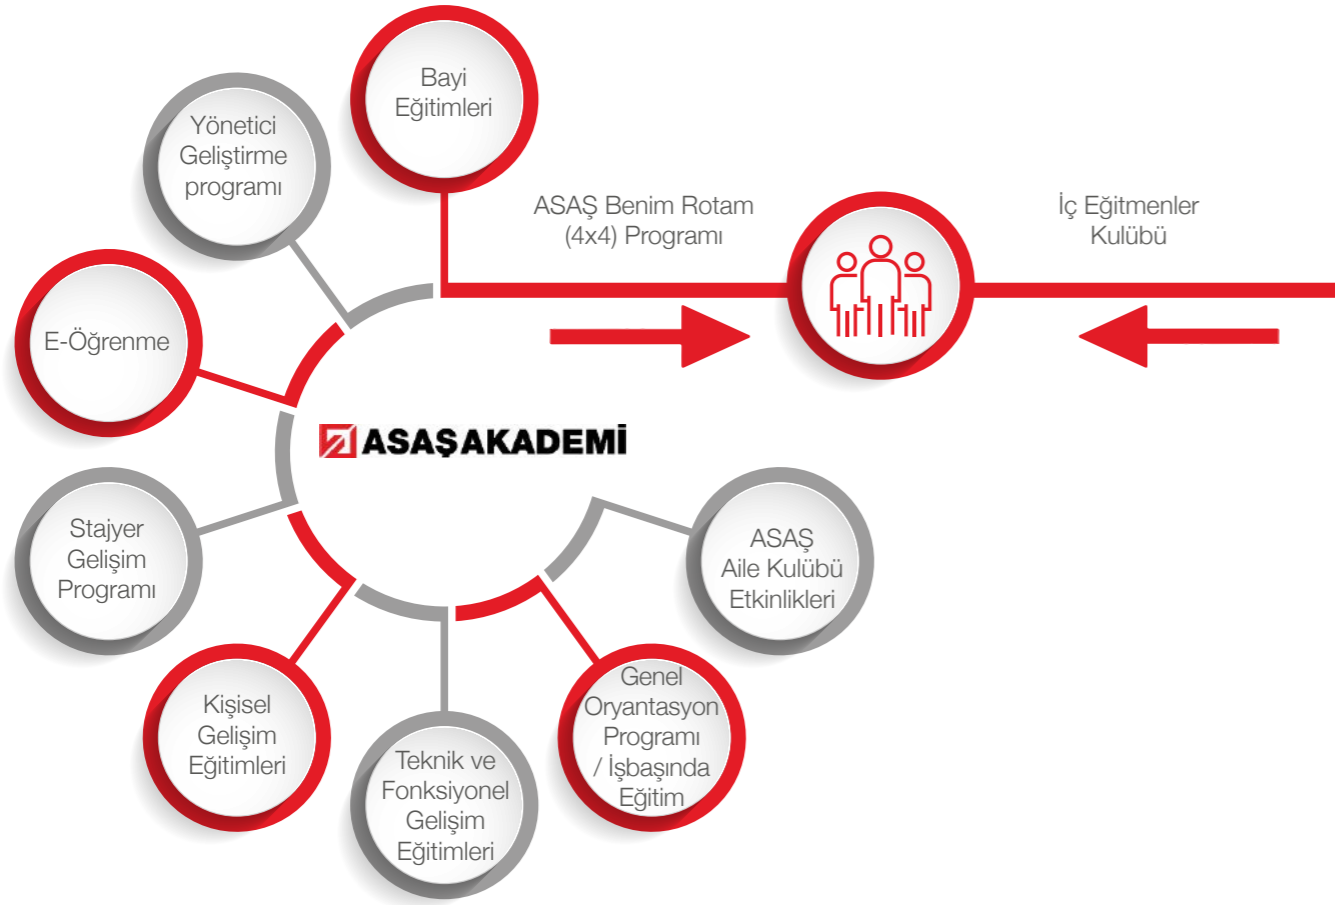 Bayi
Eğitimleri
Yönetici
Geliştirme
programı
ASAŞ Benim Rotam
(4x4) Programı
İç Eğitmenler
Kulübü
E-Öğrenme
ASAŞAKADEMİ
Stajyer
Gelişim
Programı
ASAŞ
Aile Kulübü
Etkinlikleri
Kişisel
Gelişim
Eğitimleri
Teknik ve
Fonksiyonel
Gelişim
Eğitimleri
Genel
Oryantasyon
Programı
/ İşbaşında
Eğitim